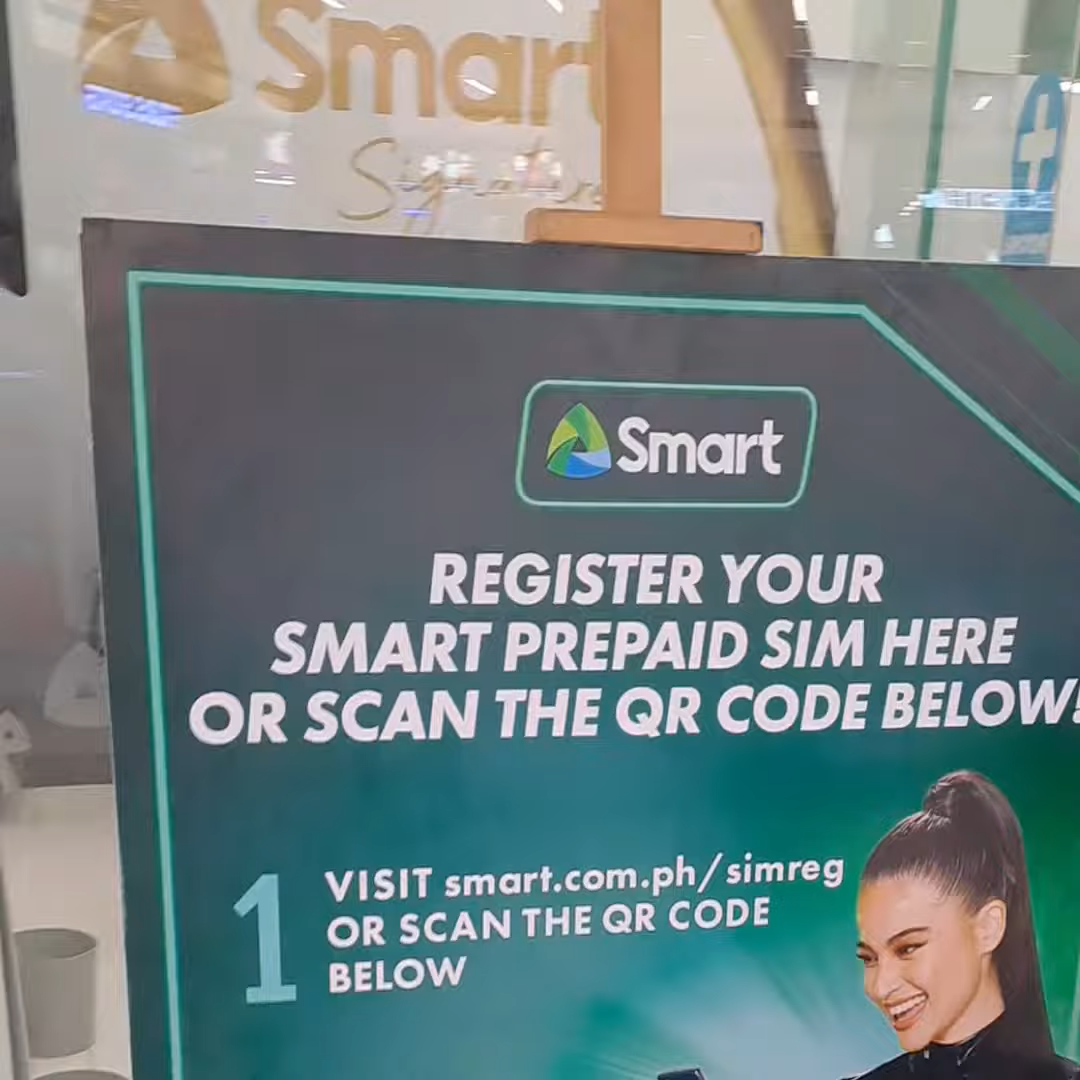 Smart
Signature
Smart
REGISTER YOUR
SMART PREPAID SIM HERE
OR SCAN THE QR CODE BELOW!
1
VISIT smart.com.ph/simreg
OR SCAN THE QR CODE
BELOW